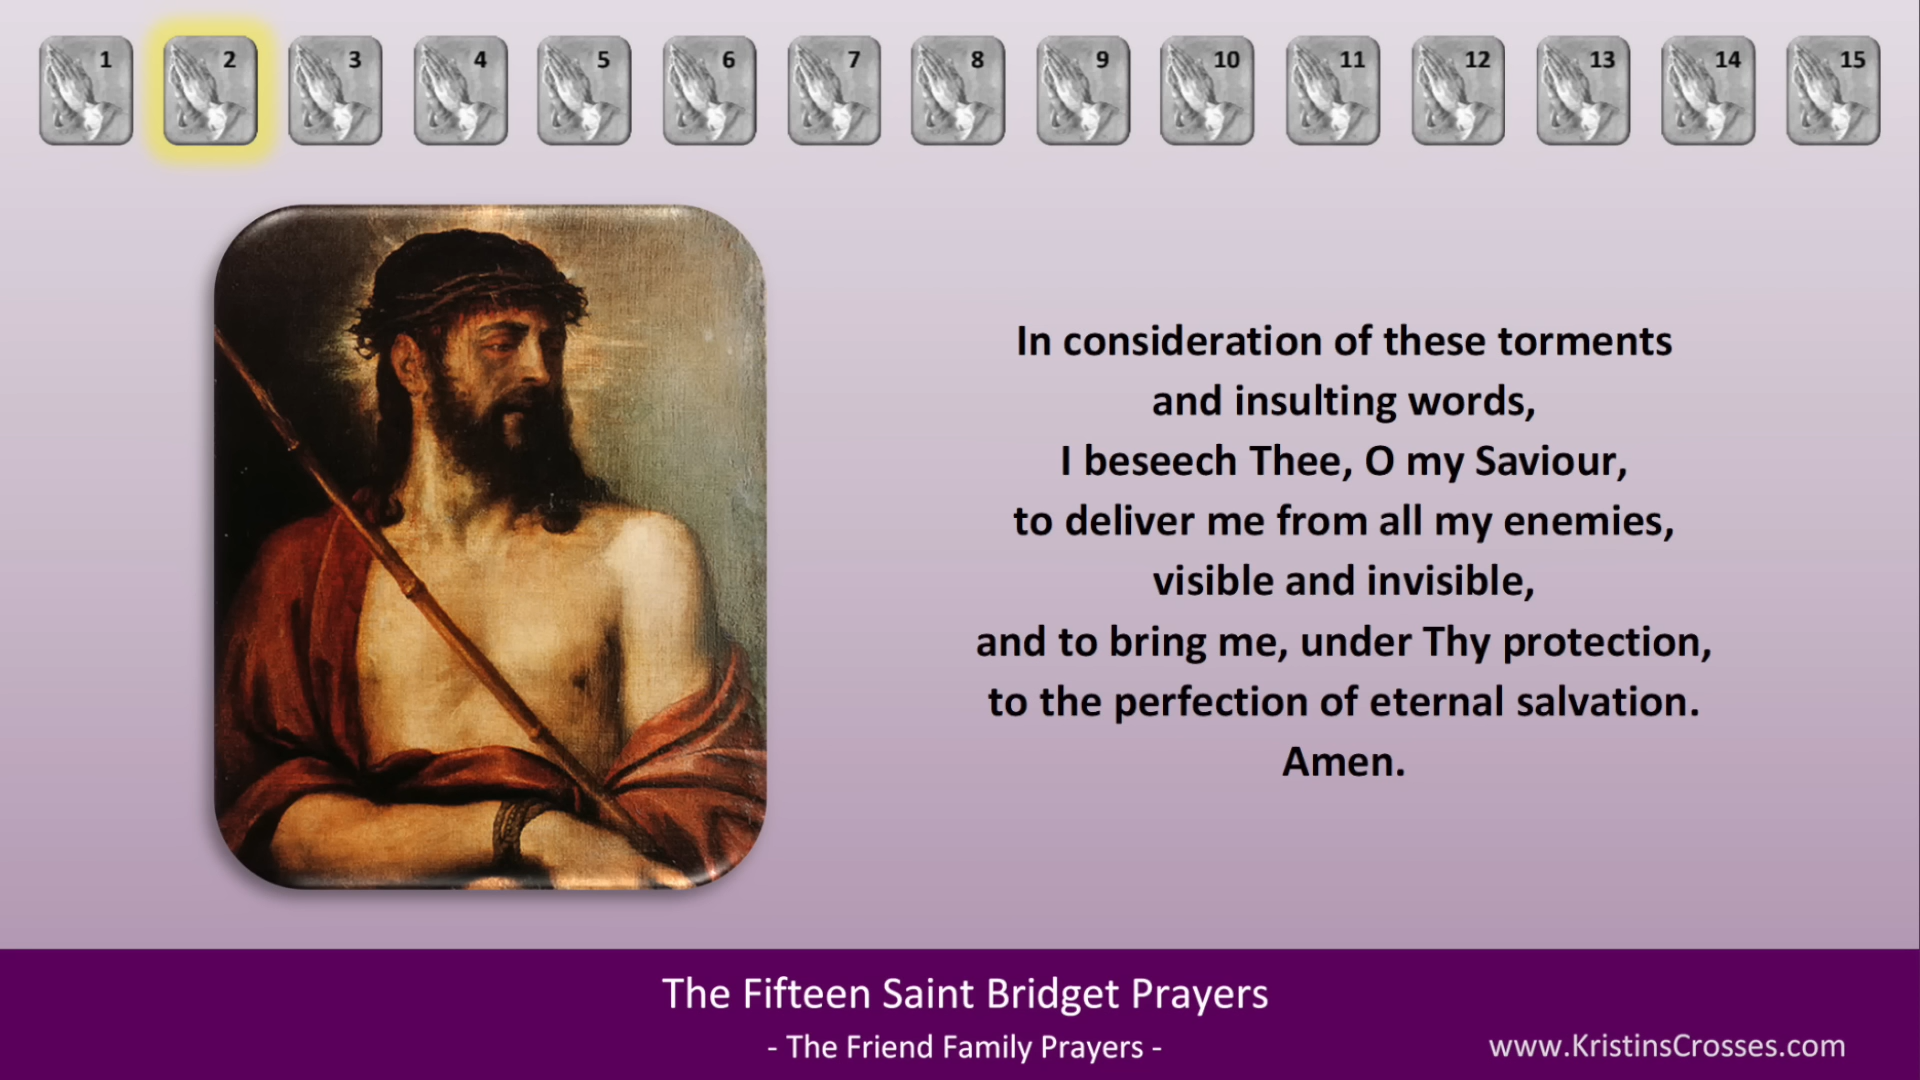 1 2 3 4 5 6 7 8 9 10 11 12 13 14 15
In consideration of these torments
and insulting words,
I beseech Thee, O my Saviour,
to deliver me from all my enemies,
visible and invisible,
and to bring me, under Thy protection,
to the perfection of eternal salvation.
Amen.
The Fifteen Saint Bridget Prayers
- The Friend Family Prayers -
www.KristinsCrosses.com